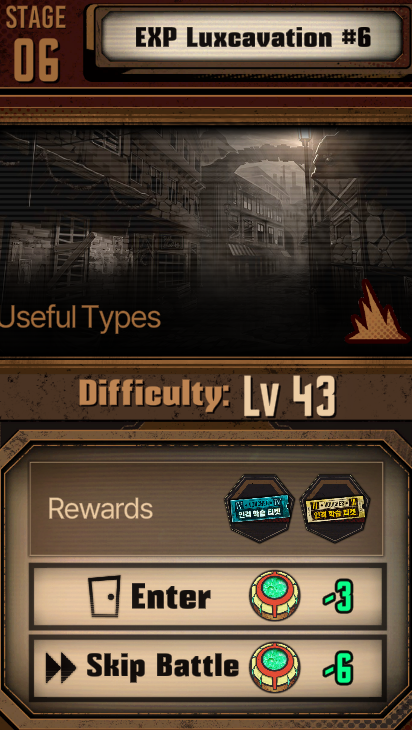 STAGE
06
EXP Luxcavation #6
Useful Types
Difficulty: Lv 43
Rewards
인격 학습 티켓
인격 학습 티켓
Enter -3
Skip Battle -6